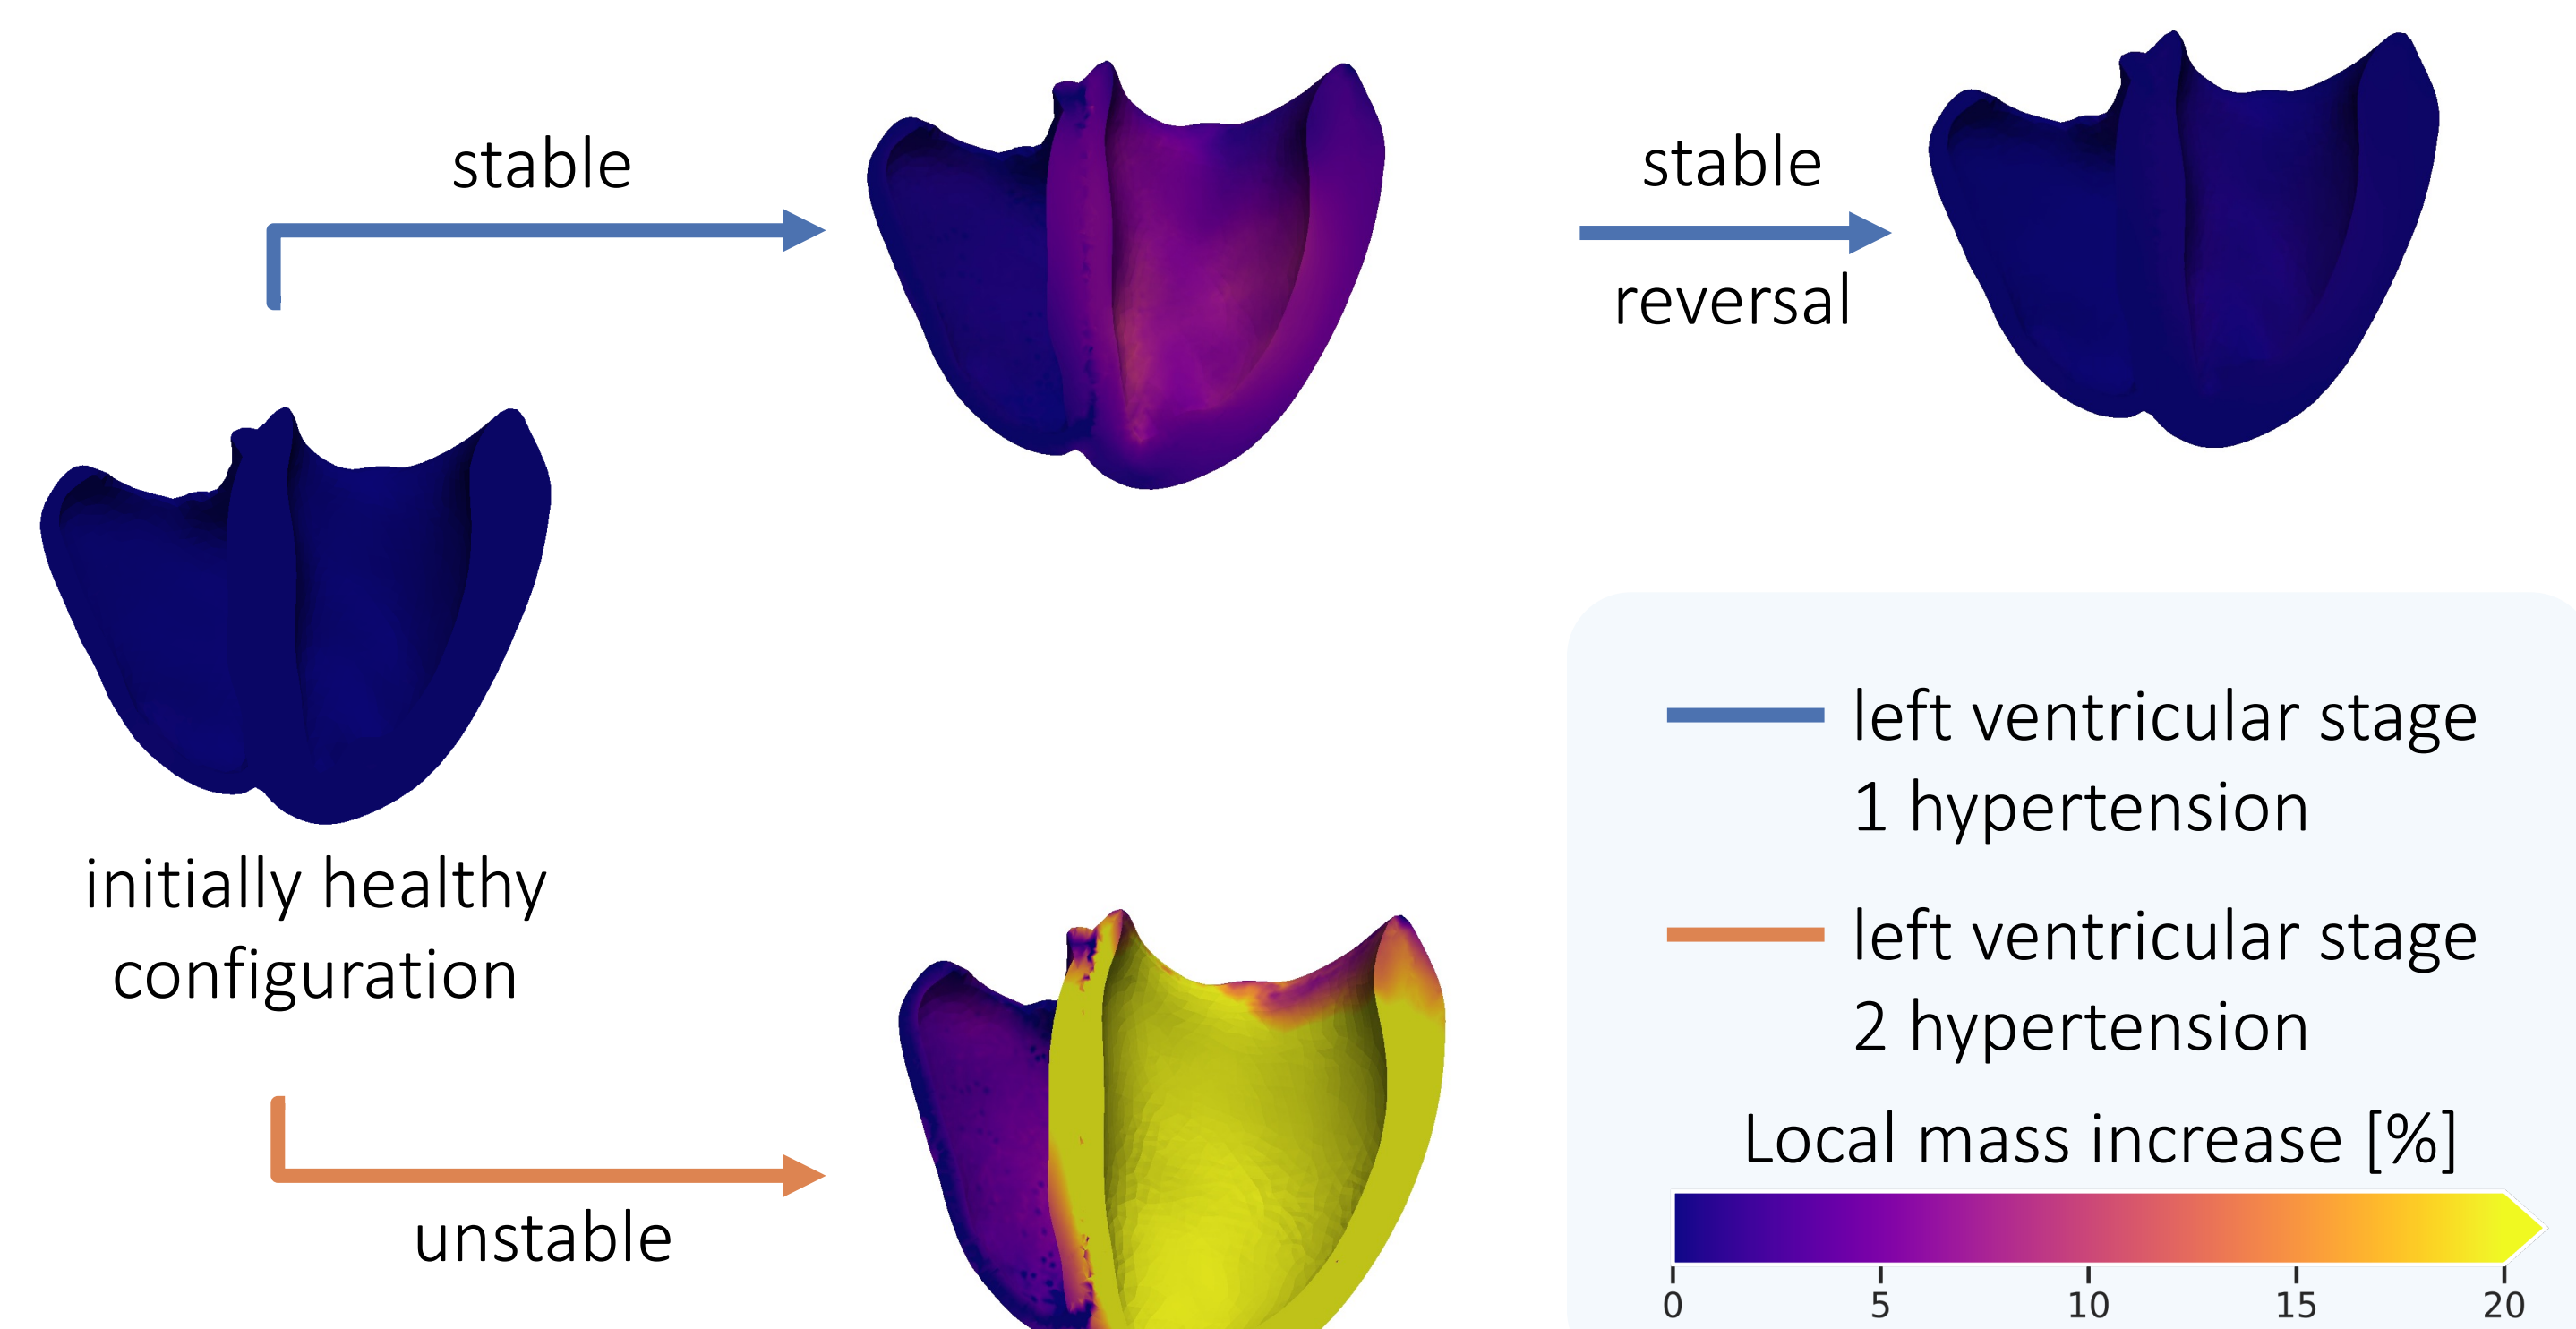 stable
stable
reversal
initially healthy
configuration
unstable
left ventricular stage
1 hypertension
left ventricular stage
2 hypertension
Local mass increase [%]
0 5 10 15 20